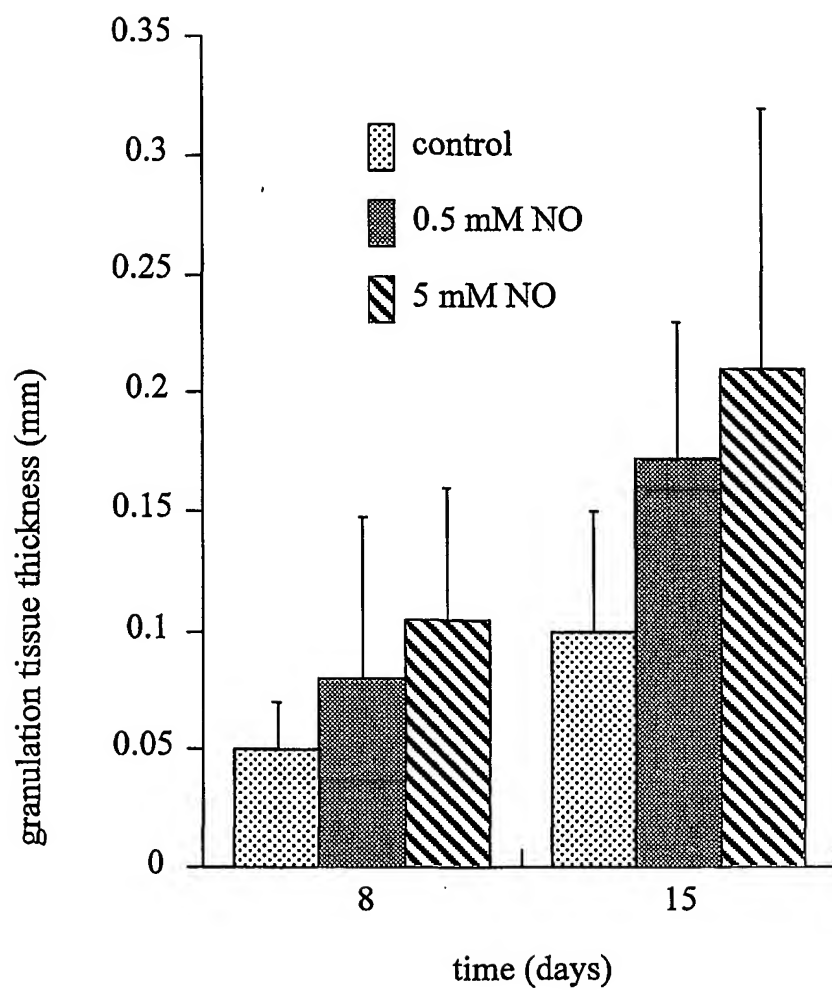 granulation tissue thickness (mm)
0.35
0.3
0.25
0.2
0.15
0.1
0.05
0
control
0.5 mM NO
5 mM NO
8
15
time (days)